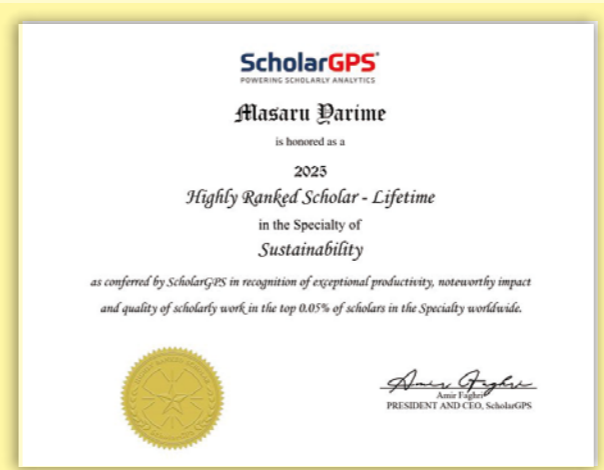 ScholarGPS
POWERING SCHOLARLY ANALYTICS
Masaru Yarime
is honored as a
2025
Highly Ranked Scholar - Lifetime
in the Specialty of
Sustainability
as conferred by ScholarGPS in recognition of exceptional productivity, noteworthy impact
and quality of scholarly work in the top 0.05% of scholars in the Specialty worldwide.
Amir Faghri
Amir Faghri
PRESIDENT AND CEO, ScholarGPS